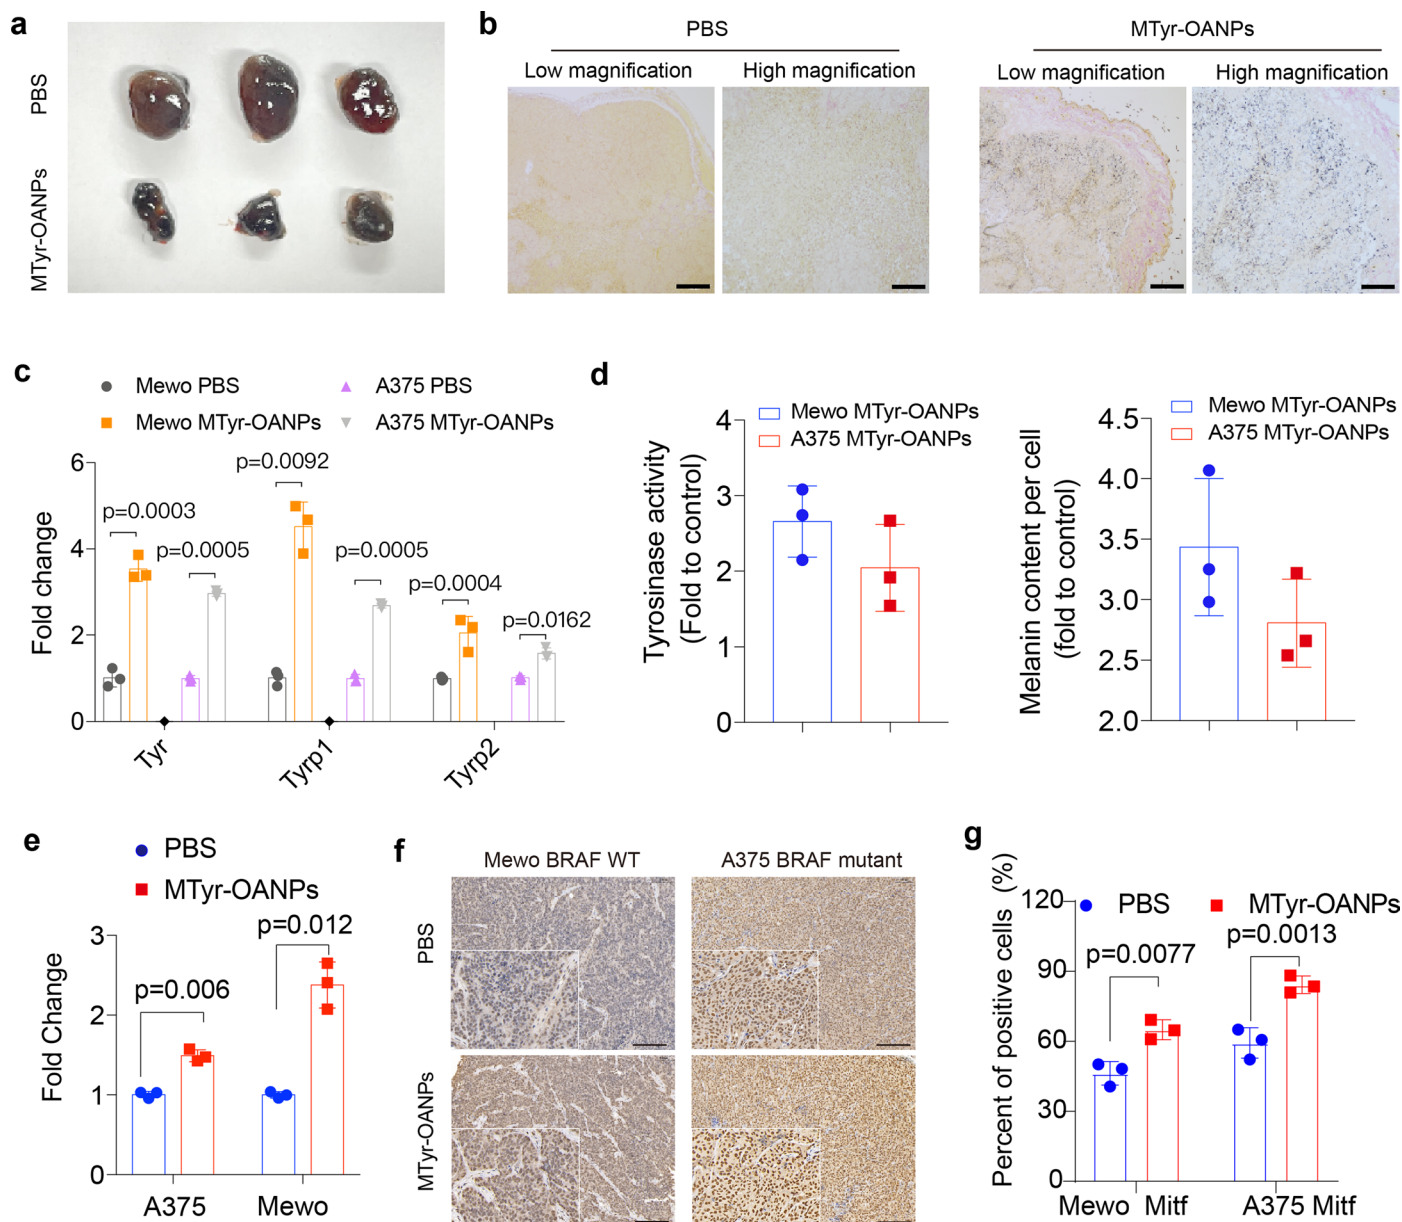 a
PBS
MTyr-OANPs
b
PBS
MTyr-OANPs
Low magnification
High magnification
Low magnification
High magnification
c
Mewo PBS
A375 PBS
Mewo MTyr-OANPs
A375 MTyr-OANPs
Fold change
6
4
2
0
p=0.0003
p=0.0005
p=0.0092
p=0.0005
p=0.0004
p=0.0162
Tyr
Tyrp1
Tyrp2
d
Mewo MTyr-OANPs
A375 MTyr-OANPs
Tyrosinase activity
(Fold to control)
4
3
2
1
0
Mewo MTyr-OANPs
A375 MTyr-OANPs
Melanin content per cell
(fold to control)
4.5
4.0
3.5
3.0
2.5
2.0
e
PBS
MTyr-OANPs
Fold Change
3
2
1
0
p=0.006
p=0.012
A375
Mewo
f
Mewo BRAF WT
A375 BRAF mutant
PBS
MTyr-OANPs
g
Percent of positive cells (%)
120
90
60
30
0
PBS
MTyr-OANPs
p=0.0077
p=0.0013
Mewo Mitf
A375 Mitf